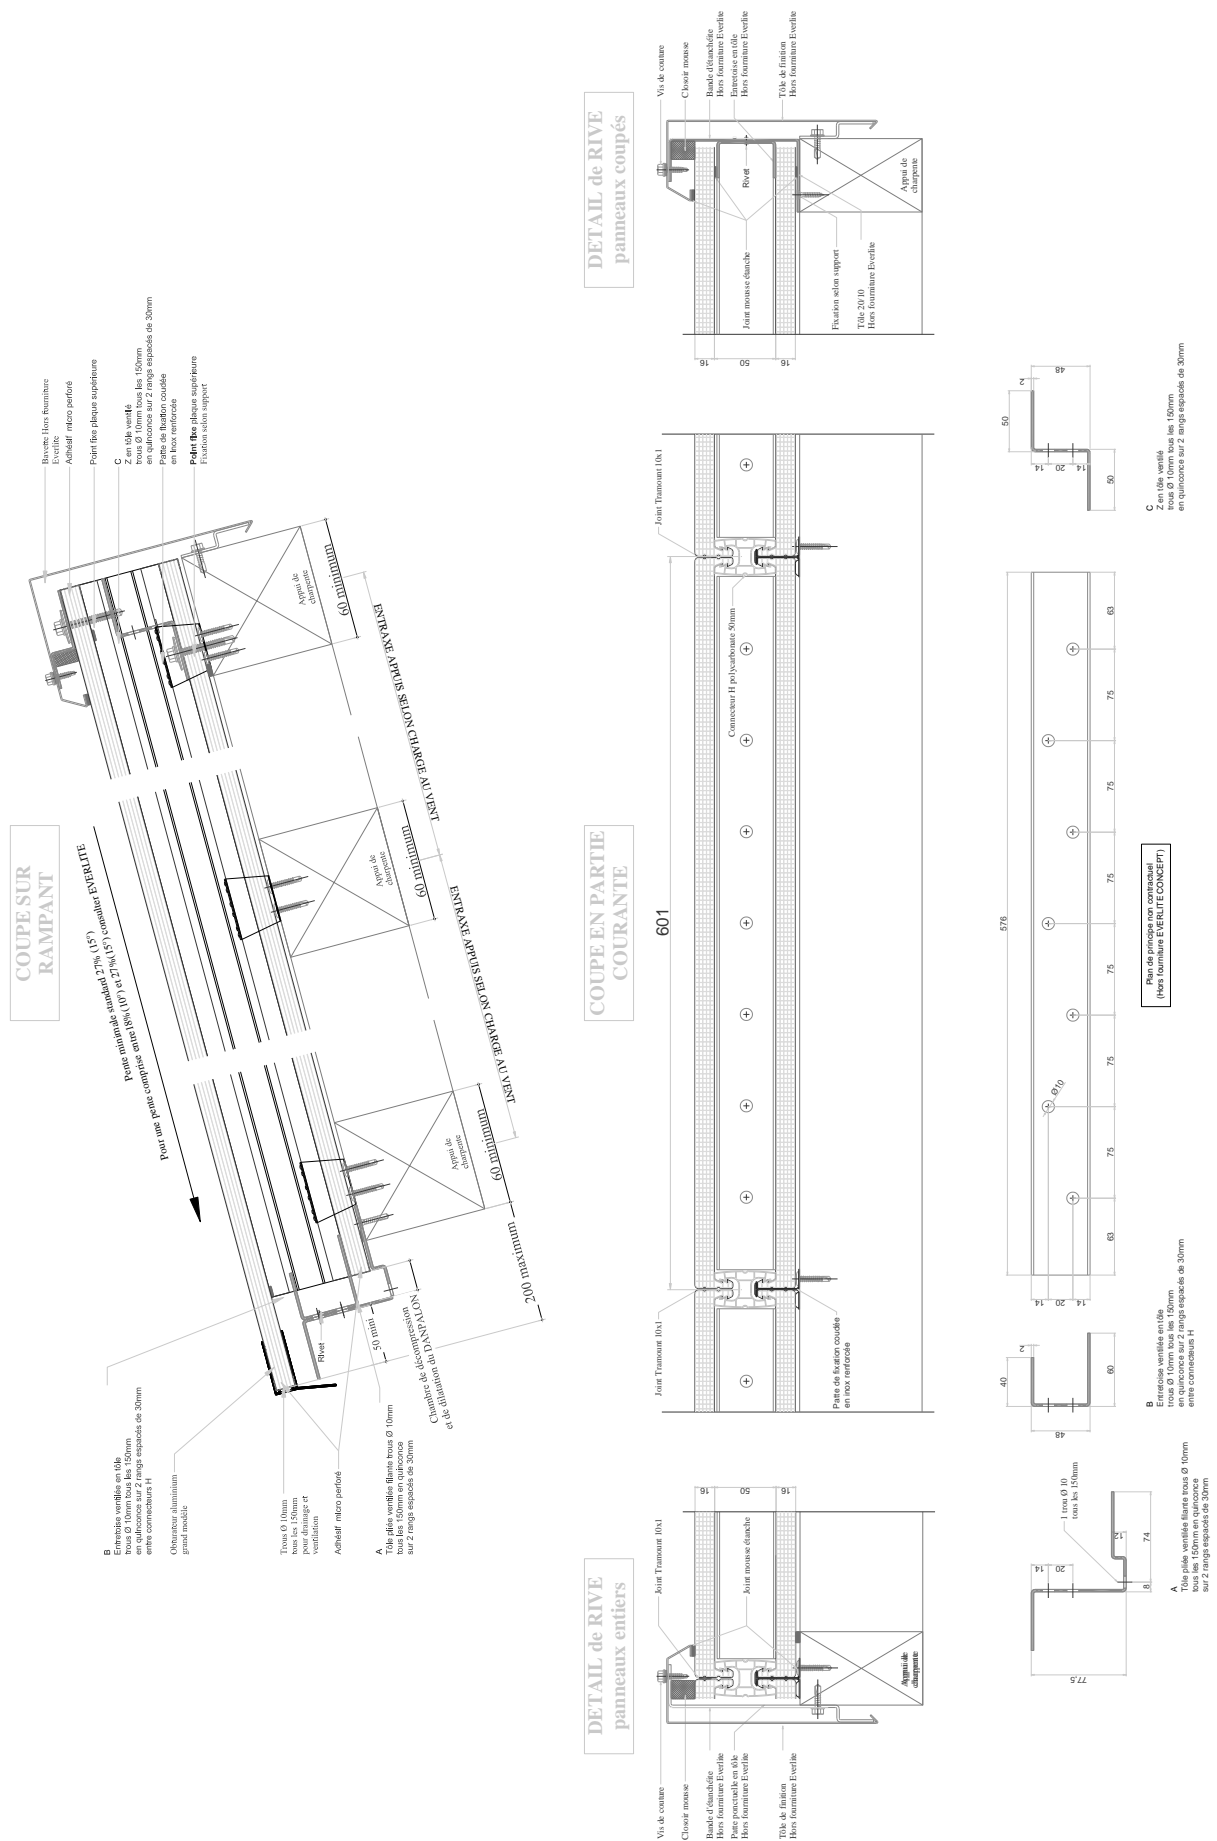 COUPE SUR
RAMPANT
Pente minimale standard 27% (15°)
Pour une pente comprise entre 18% (10°) et 27% (15°) consulter EVERLITE
B
Entretoise ventilée en tôle
trous Ø 10mm tous les 150mm
en quinconce sur 2 rangs espacés de 30mm
entre connecteurs H
Obturateur aluminium
grand modèle
Trous Ø 10mm
tous les 150mm
pour drainage et
ventilation
Adhésif micro perforé
A
Tôle pliée ventilée filante trous Ø 10mm
tous les 150mm en quinconce
sur 2 rangs espacés de 30mm
Rivet
50 mini
Chambre de décompression
et de dilatation du DANPALON
200 maximum
60 minimum
Appui de
charpente
ENTRAXE APPUIS SELON CHARGE AU VENT
60 minimum
Appui de
charpente
ENTRAXE APPUIS SELON CHARGE AU VENT
60 minimum
Appui de
charpente
Bavette Hors fourniture
Everlite
Adhésif micro perforé
Point fixe plaque supérieure
C
Z en tôle ventilé
trous Ø 10mm tous les 150mm
en quinconce sur 2 rangs espacés de 30mm
Patte de fixation coudée
en Inox renforcée
Point fixe plaque supérieure
Fixation selon support
DETAIL de RIVE
panneaux entiers
Vis de couture
Closoir mousse
Bande d'étanchéite
Hors fourniture Everlite
Patte ponctuelle en tôle
Hors fourniture Everlite
Tôle de finition
Hors fourniture Everlite
Joint Tramount 10x1
Joint mousse étanche
Appui de
charpente
16
50
16
COUPE EN PARTIE
COURANTE
601
Joint Tramount 10x1
Joint Tramount 10x1
Connecteur H polycarbonate 50mm
Patte de fixation coudée
en inox renforcée
DETAIL de RIVE
panneaux coupés
Vis de couture
Closoir mousse
Bande d'étanchéite
Hors fourniture Everlite
Entretoise en tôle
Hors fourniture Everlite
Tôle de finition
Hors fourniture Everlite
Rivet
Joint mousse étanche
Appui de
charpente
Fixation selon support
Tôle 20/10
Hors fourniture Everlite
16
50
16
77,5
14
20
12
8
74
1 trou Ø 10
tous les 150mm
A
Tôle pliée ventilée filante trous Ø 10mm
tous les 150mm en quinconce
sur 2 rangs espacés de 30mm
40
2
48
60
B
Entretoise ventilée en tôle
trous Ø 10mm tous les 150mm
en quinconce sur 2 rangs espacés de 30mm
entre connecteurs H
576
14
20
14
Ø10
63
75
75
75
75
75
75
63
Plan de principe non contractuel
(Hors fourniture EVERLITE CONCEPT)
50
2
48
14
20
14
50
C
Z en tôle ventilé
trous Ø 10mm tous les 150mm
en quinconce sur 2 rangs espacés de 30mm